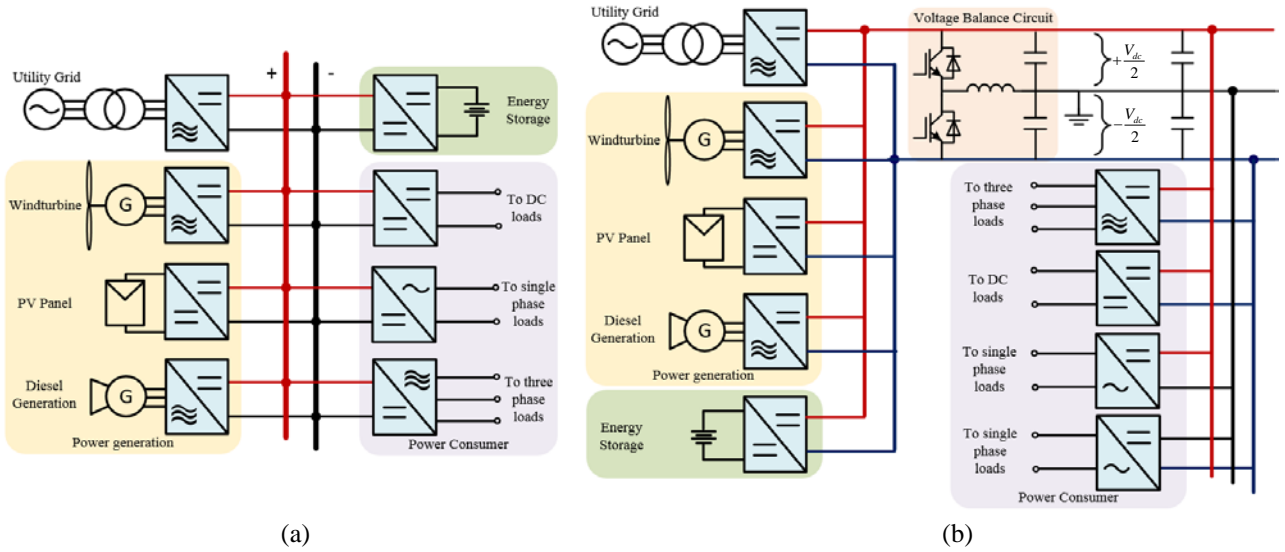 Utility Grid
+
-
Energy
Storage
Windturbine
G
To DC
loads
PV Panel
To single
phase
loads
Diesel
Generation
G
To three
phase
loads
Power generation
Power Consumer
(a)
Utility Grid
Voltage Balance Circuit
+V_dc/2
-V_dc/2
Windturbine
G
PV Panel
Diesel
Generation
G
Power generation
Energy
Storage
To three
phase
loads
To DC
loads
To single
phase
loads
To single
phase
loads
Power Consumer
(b)